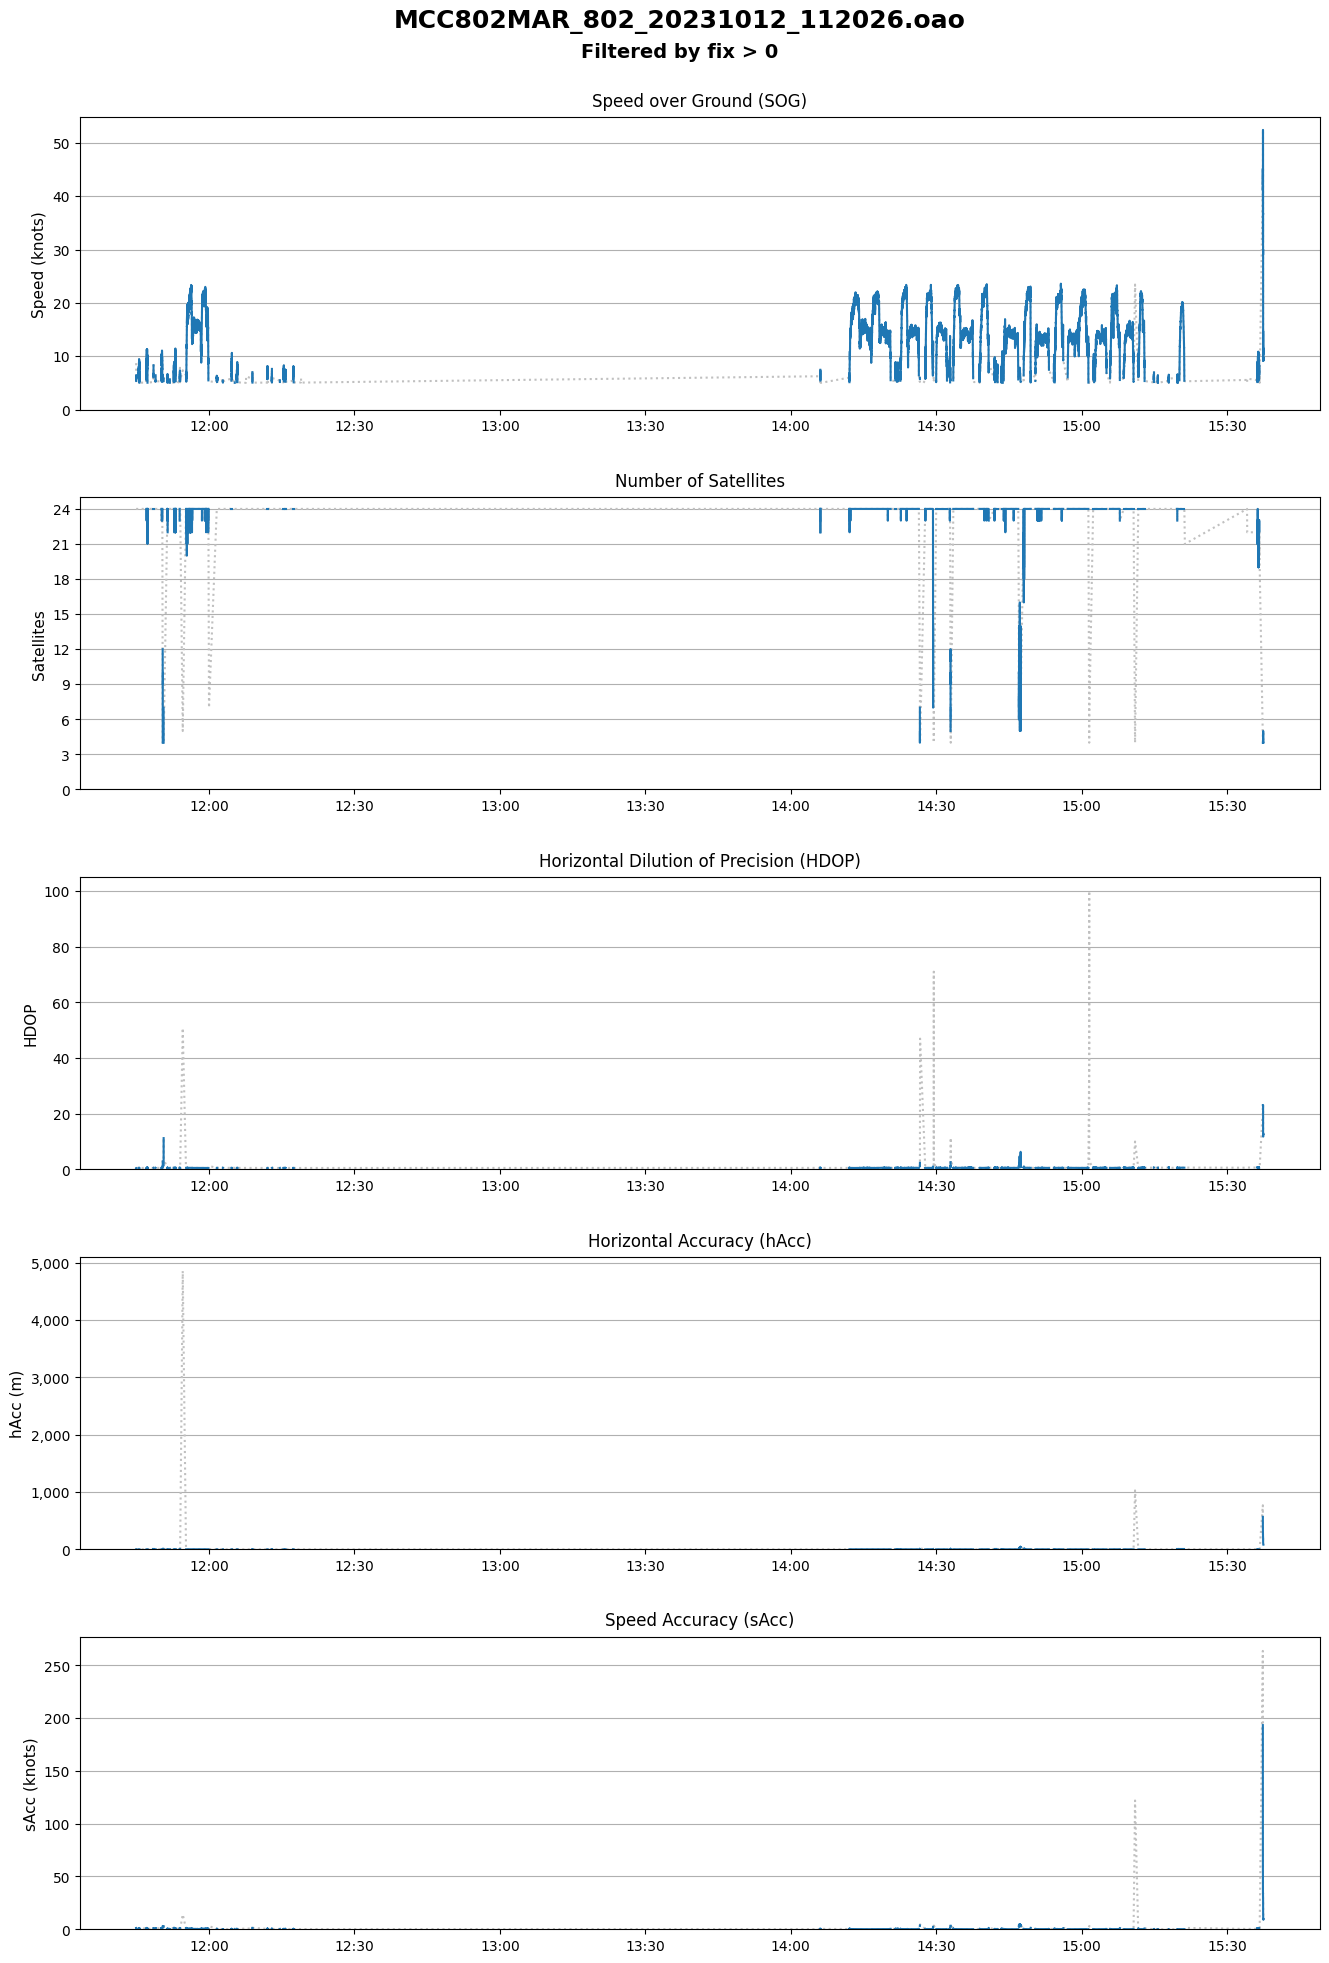 MCC802MAR_802_20231012_112026.oao
Filtered by fix > 0
Speed over Ground (SOG)
Speed (knots)
50
40
30
20
10
0
12:00 12:30 13:00 13:30 14:00 14:30 15:00 15:30
Number of Satellites
Satellites
24
21
18
15
12
9
6
3
0
12:00 12:30 13:00 13:30 14:00 14:30 15:00 15:30
Horizontal Dilution of Precision (HDOP)
HDOP
100
80
60
40
20
0
12:00 12:30 13:00 13:30 14:00 14:30 15:00 15:30
Horizontal Accuracy (hAcc)
hAcc (m)
5,000
4,000
3,000
2,000
1,000
0
12:00 12:30 13:00 13:30 14:00 14:30 15:00 15:30
Speed Accuracy (sAcc)
sAcc (knots)
250
200
150
100
50
0
12:00 12:30 13:00 13:30 14:00 14:30 15:00 15:30